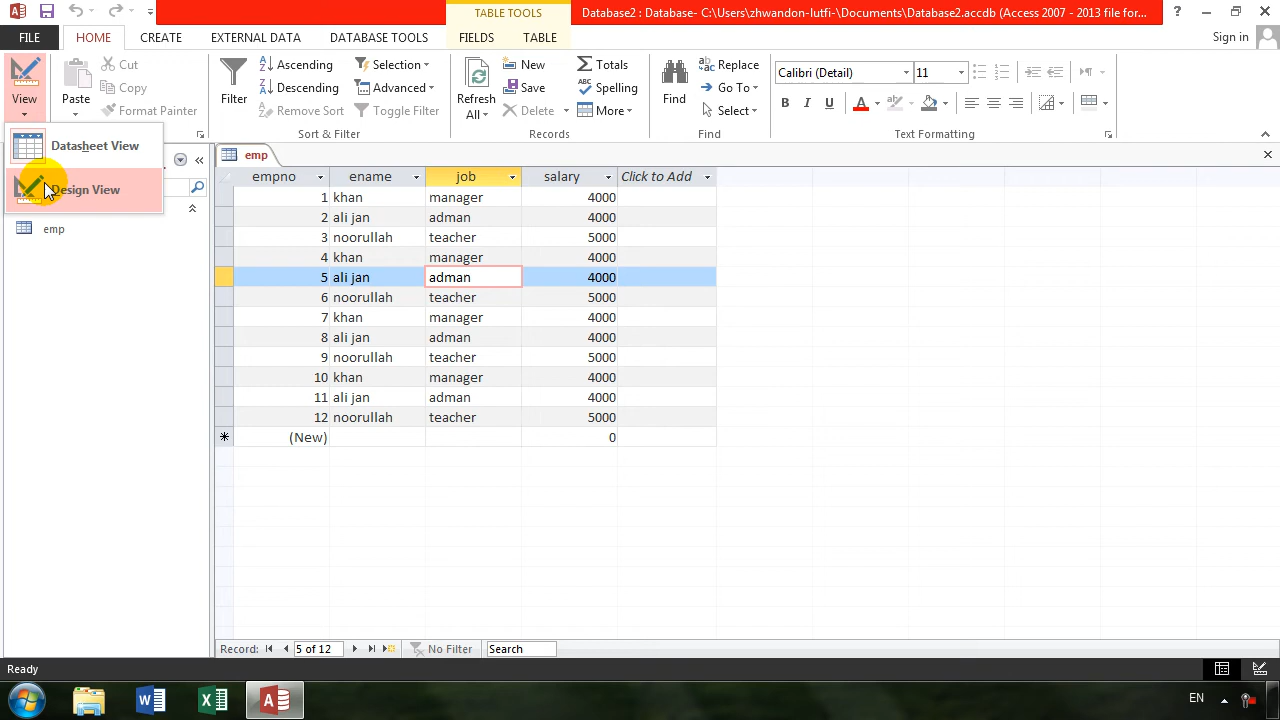 TABLE TOOLS
Database2 : Database- C:\Users\zhwandon-lutfi-\Documents\Database2.accdb (Access 2007 - 2013 file for...
?
FILE HOME CREATE EXTERNAL DATA DATABASE TOOLS FIELDS TABLE Sign in
View
Paste
Cut
Copy
Format Painter
Filter
Ascending
Descending
Remove Sort
Selection
Advanced
Toggle Filter
Sort & Filter
Refresh
All
New
Save
Delete
Totals
Spelling
More
Records
Find
Replace
Go To
Select
Find
Calibri (Detail) 11
B I U A
Text Formatting
Datasheet View
Design View
emp
emp
empno ename job salary Click to Add
1 khan manager 4000
2 ali jan adman 4000
3 noorullah teacher 5000
4 khan manager 4000
5 ali jan adman 4000
6 noorullah teacher 5000
7 khan manager 4000
8 ali jan adman 4000
9 noorullah teacher 5000
10 khan manager 4000
11 ali jan adman 4000
12 noorullah teacher 5000
(New) 0
Record: 5 of 12 No Filter Search
Ready
EN